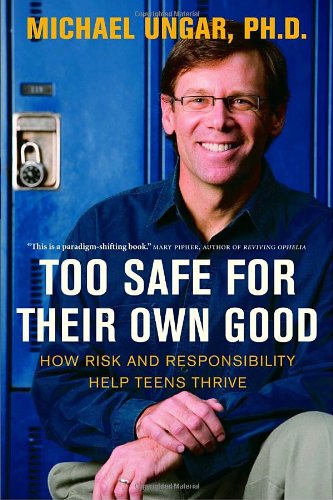 MICHAEL UNGAR, PH.D.
"This is a paradigm-shifting book." MARY PIPHER, AUTHOR OF REVIVING OPHELIA
TOO SAFE FOR
THEIR OWN GOOD
HOW RISK AND RESPONSIBILITY
HELP TEENS THRIVE